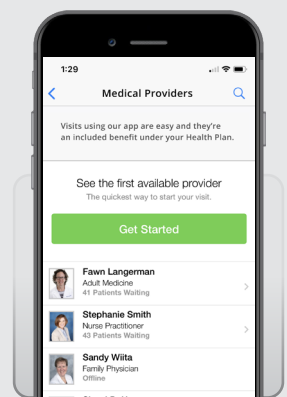 1:29
Medical Providers
Visits using our app are easy and they're
an included benefit under your Health Plan.
See the first available provider
The quickest way to start your visit.
Get Started
Fawn Langerman
Adult Medicine
41 Patients Waiting
Stephanie Smith
Nurse Practitioner
43 Patients Waiting
Sandy Wiita
Family Physician
Offline